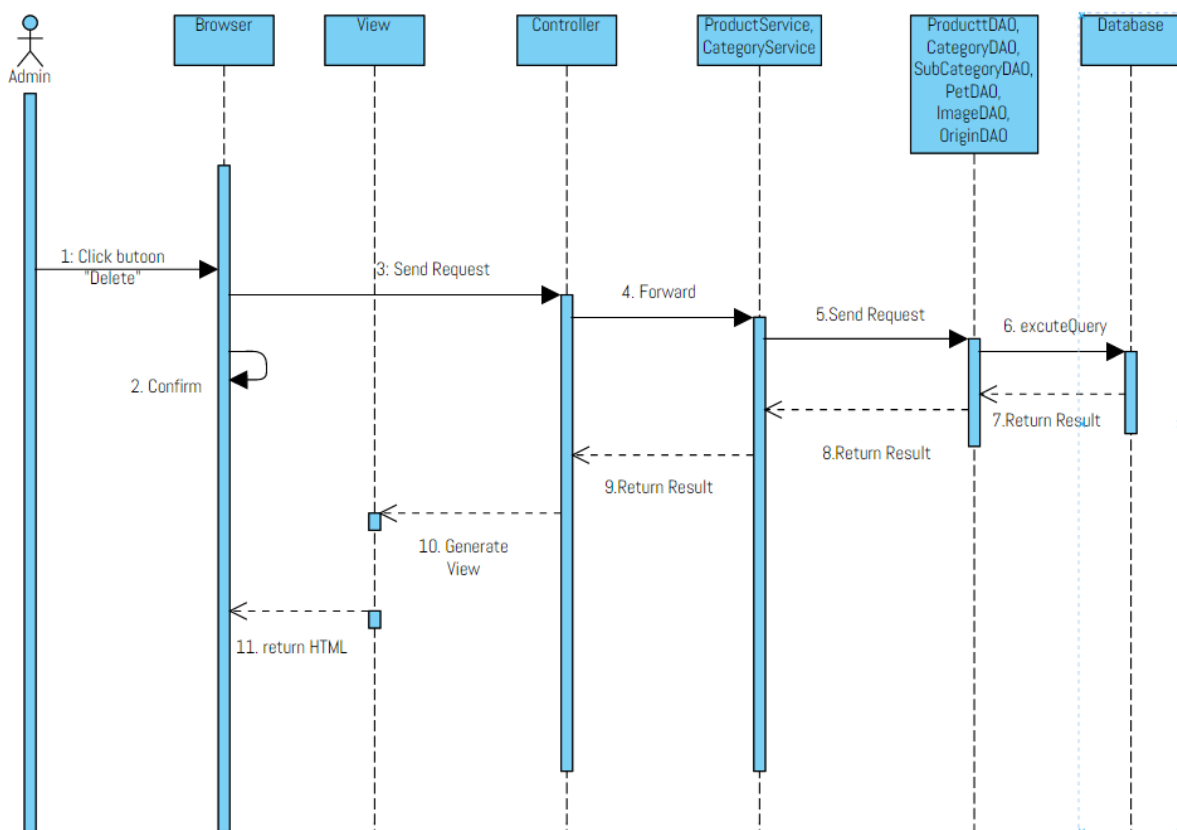 Browser
View
Controller
ProductService,
CategoryService
ProducttDAO,
CategoryDAO,
SubCategoryDAO,
PetDAO,
ImageDAO,
OriginDAO
Database
Admin
1: Click butoon
"Delete"
3: Send Request
4. Forward
5.Send Request
6. excuteQuery
2. Confirm
7.Return Result
8.Return Result
9.Return Result
10. Generate
View
11. return HTML